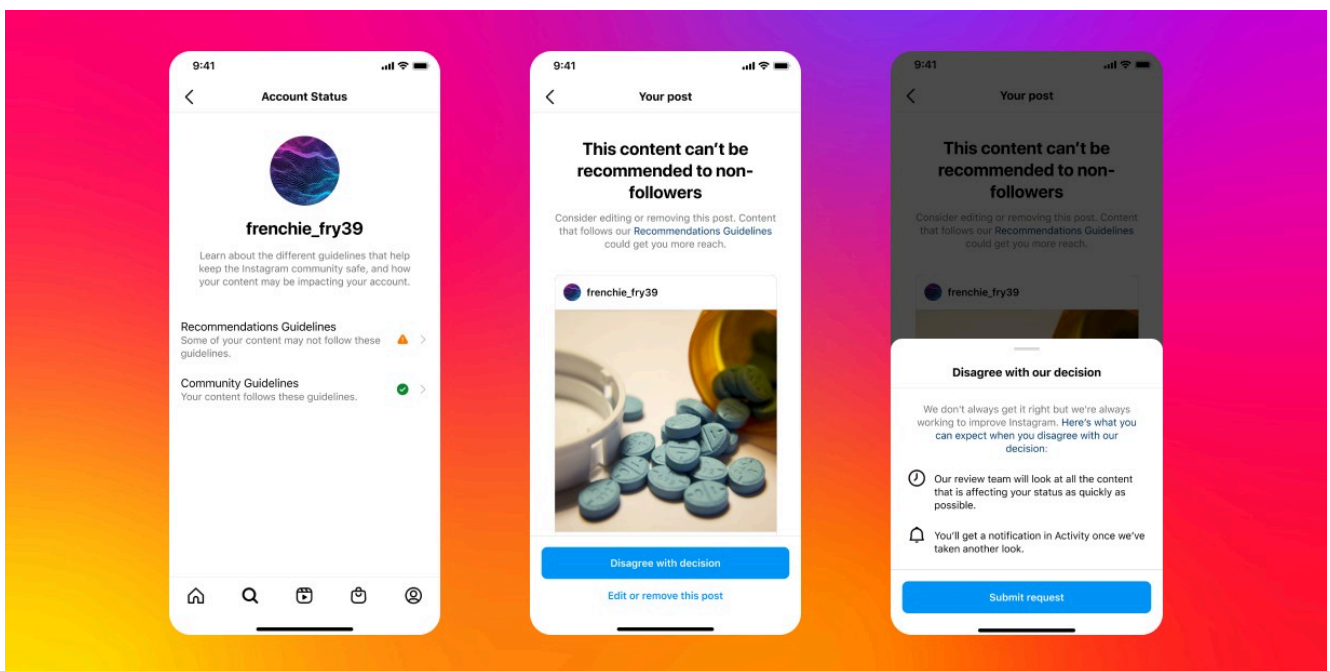 9:41
Account Status
frenchie_fry39
Learn about the different guidelines that help
keep the Instagram community safe, and how
your content may be impacting your account.
Recommendations Guidelines
Some of your content may not follow these
guidelines.
Community Guidelines
Your content follows these guidelines.
9:41
Your post
This content can’t be
recommended to non-
followers
Consider editing or removing this post. Content
that follows our Recommendations Guidelines
could get you more reach.
frenchie_fry39
Disagree with decision
Edit or remove this post
9:41
Your post
This content can’t be
recommended to non-
followers
Consider editing or removing this post. Content
that follows our Recommendations Guidelines
could get you more reach.
frenchie_fry39
Disagree with our decision
We don't always get it right but we're always
working to improve Instagram. Here's what you
can expect when you disagree with our
decision:
Our review team will look at all the content
that is affecting your status as quickly as
possible.
You'll get a notification in Activity once we've
taken another look.
Submit request